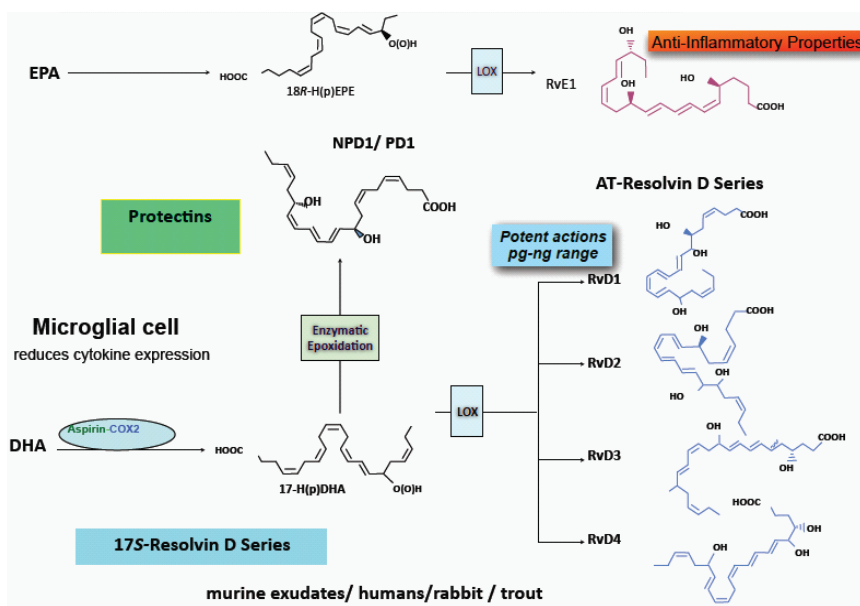 OH
Anti-Inflammatory Properties
O(O)H
EPA
HOOC
LOX
18R-H(p)EPE
RvE1
OH
HO
COOH
NPD1/ PD1
AT-Resolvin D Series
Protectins
OH
COOH
OH
Potent actions
pg-ng range
COOH
HO
OH
RvD1
OH
Microglial cell
reduces cytokine expression
Enzymatic
Epoxidation
COOH
OH
RvD2
OH
HO
DHA
Aspirin-COX2
HOOC
LOX
17-H(p)DHA
O(O)H
OH
COOH
RvD3
OH
17S-Resolvin D Series
HOOC
OH
RvD4
OH
OH
murine exudates/ humans/rabbit / trout